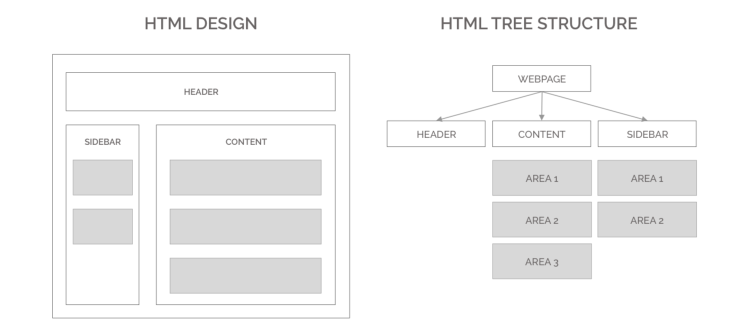 HTML DESIGN
HEADER
SIDEBAR
CONTENT
HTML TREE STRUCTURE
WEBPAGE
HEADER
CONTENT
SIDEBAR
AREA 1
AREA 1
AREA 2
AREA 2
AREA 3